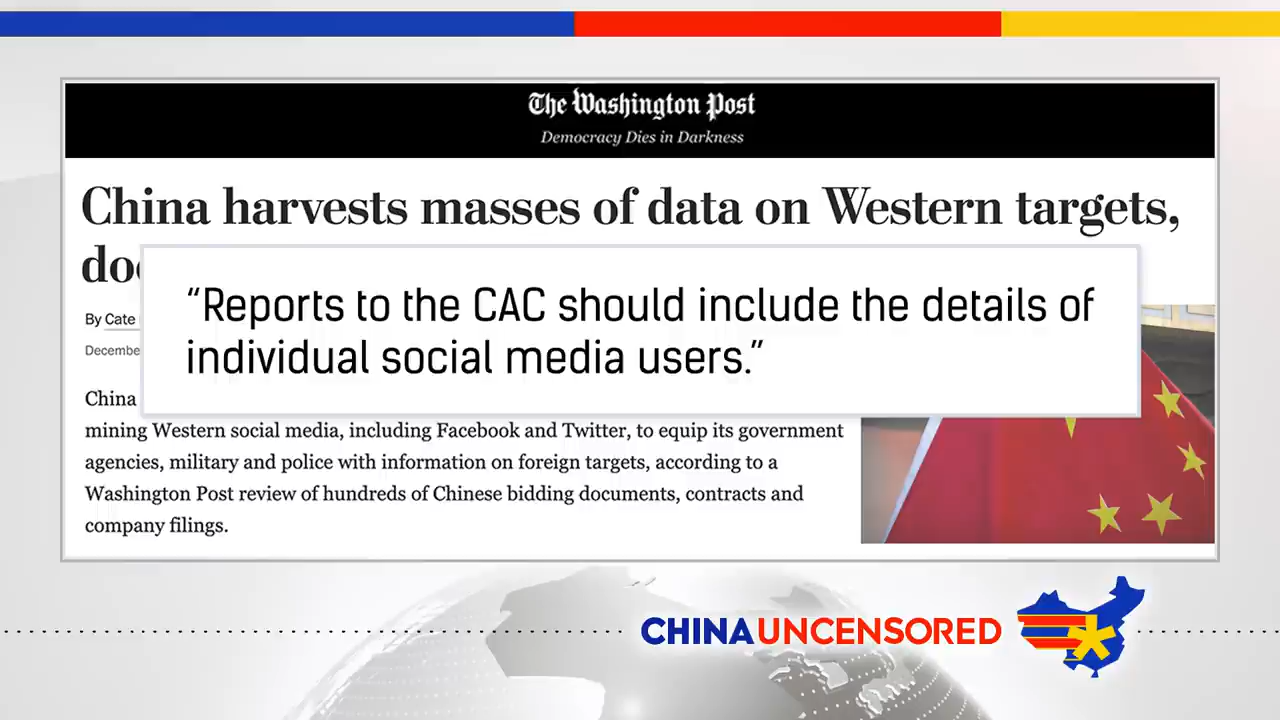 The Washington Post
Democracy Dies in Darkness
China harvests masses of data on Western targets,
“Reports to the CAC should include the details of
individual social media users.”
By Cate
China
mining Western social media, including Facebook and Twitter, to equip its government
agencies, military and police with information on foreign targets, according to a
Washington Post review of hundreds of Chinese bidding documents, contracts and
company filings.
CHINA UNCENSORED